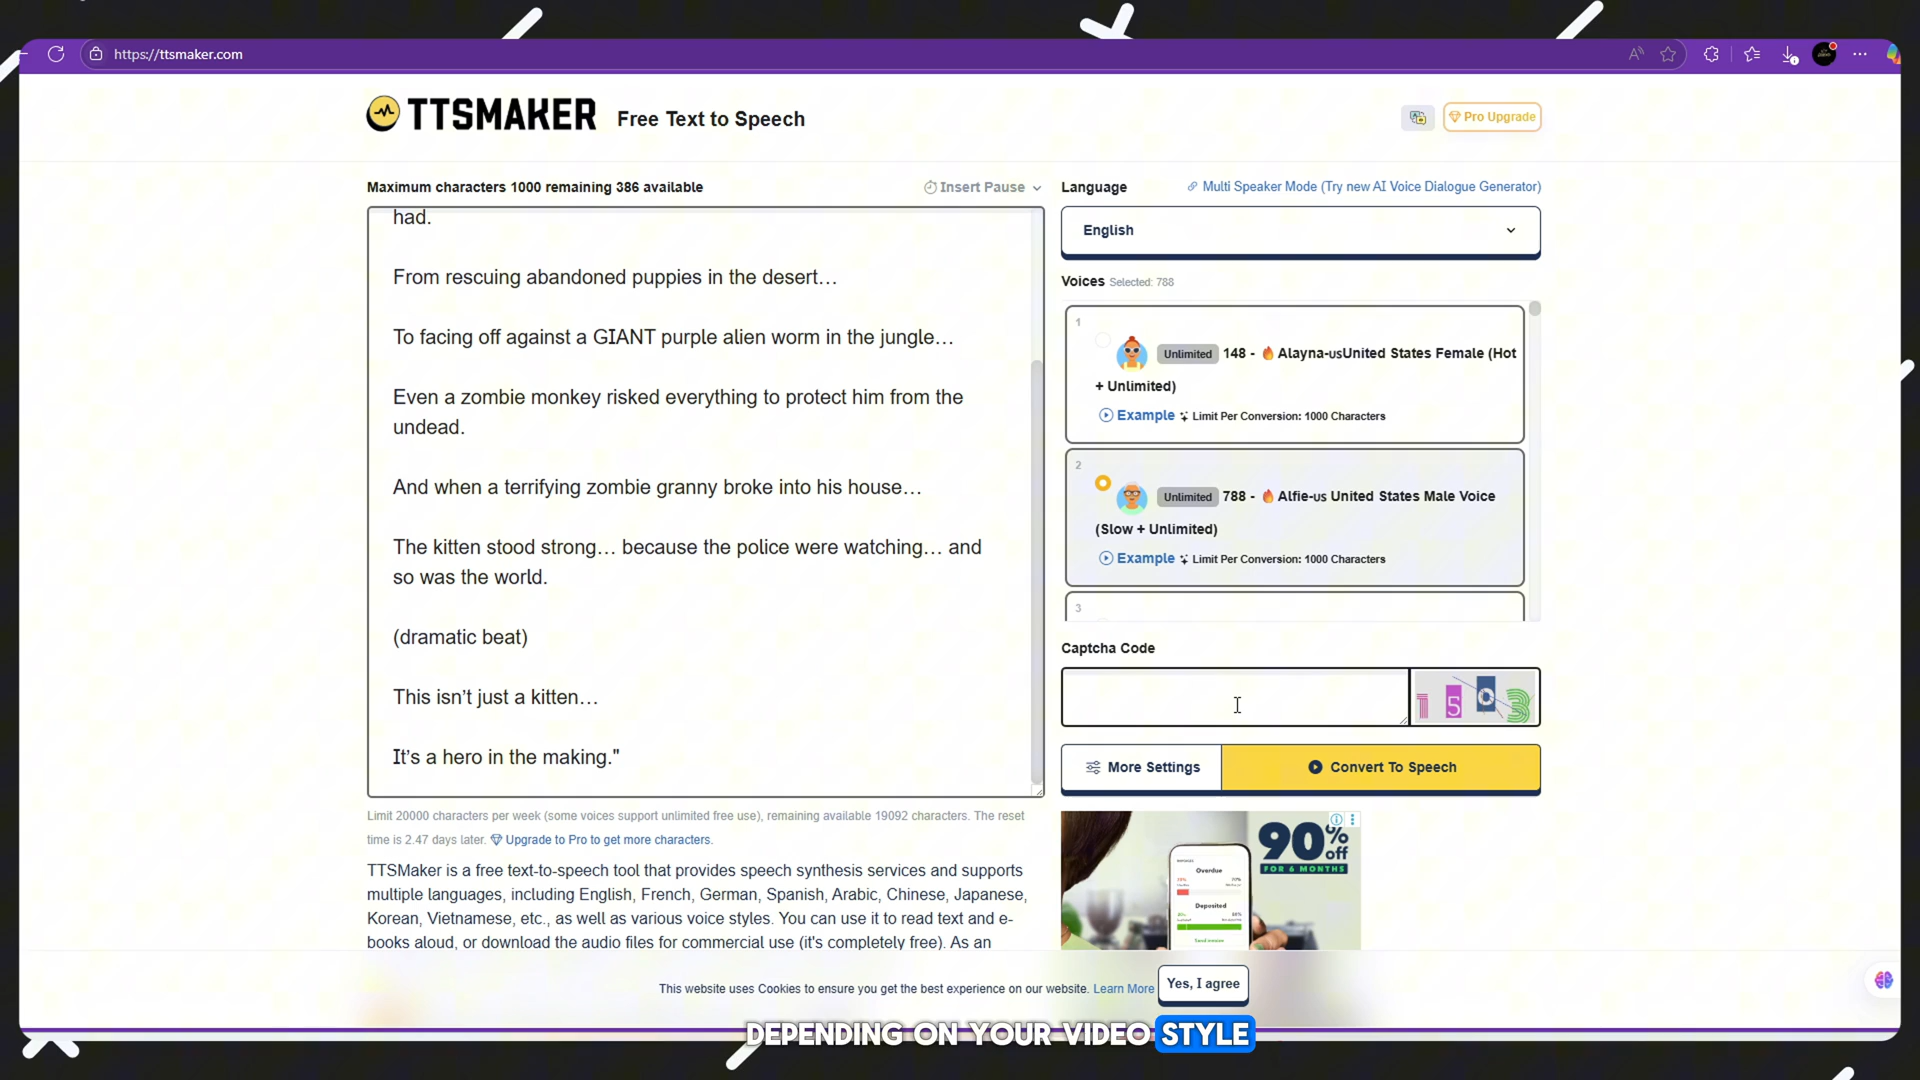 https://ttsmaker.com
TTSMAKER Free Text to Speech
Pro Upgrade
Maximum characters 1000 remaining 386 available
Insert Pause
had.
From rescuing abandoned puppies in the desert…
To facing off against a GIANT purple alien worm in the jungle…
Even a zombie monkey risked everything to protect him from the
undead.
And when a terrifying zombie granny broke into his house…
The kitten stood strong… because the police were watching… and
so was the world.
(dramatic beat)
This isn’t just a kitten…
It’s a hero in the making."
Limit 20000 characters per week (some voices support unlimited free use), remaining available 19092 characters. The reset
time is 2.47 days later. Upgrade to Pro to get more characters.
TTSMaker is a free text-to-speech tool that provides speech synthesis services and supports
multiple languages, including English, French, German, Spanish, Arabic, Chinese, Japanese,
Korean, Vietnamese, etc., as well as various voice styles. You can use it to read text and e-
books aloud, or download the audio files for commercial use (it's completely free). As an
Language
Multi Speaker Mode (Try new AI Voice Dialogue Generator)
English
Voices Selected: 788
1
Unlimited 148 - Alayna-US United States Female (Hot
+ Unlimited)
Example Limit Per Conversion: 1000 Characters
2
Unlimited 788 - Alfie-US United States Male Voice
(Slow + Unlimited)
Example Limit Per Conversion: 1000 Characters
3
Captcha Code
1503
More Settings
Convert To Speech
90% off
FOR 6 MONTHS
Overdue
Deposited
This website uses Cookies to ensure you get the best experience on our website. Learn More
Yes, I agree
DEPENDING ON YOUR VIDEO STYLE